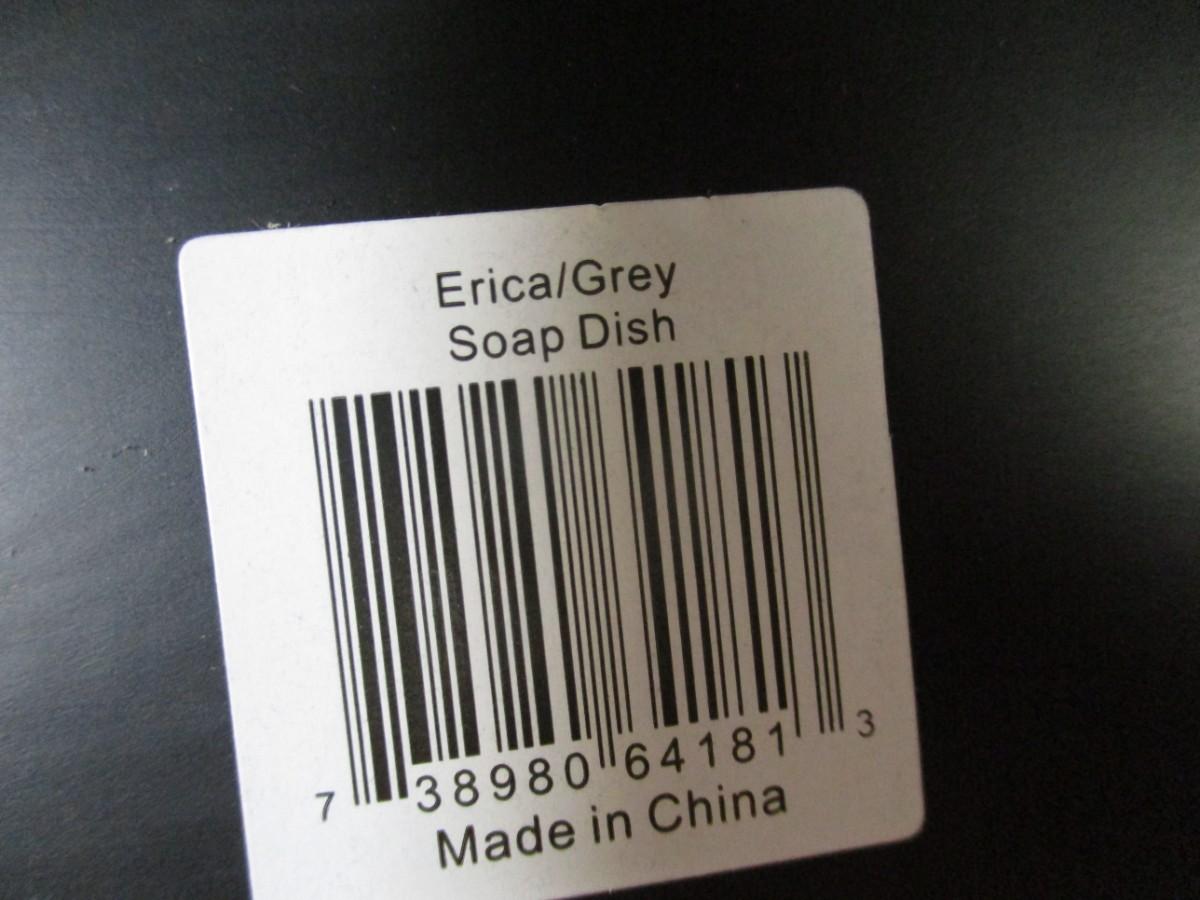 Erica/Grey
Soap Dish
7 38980 64181 3
Made in China